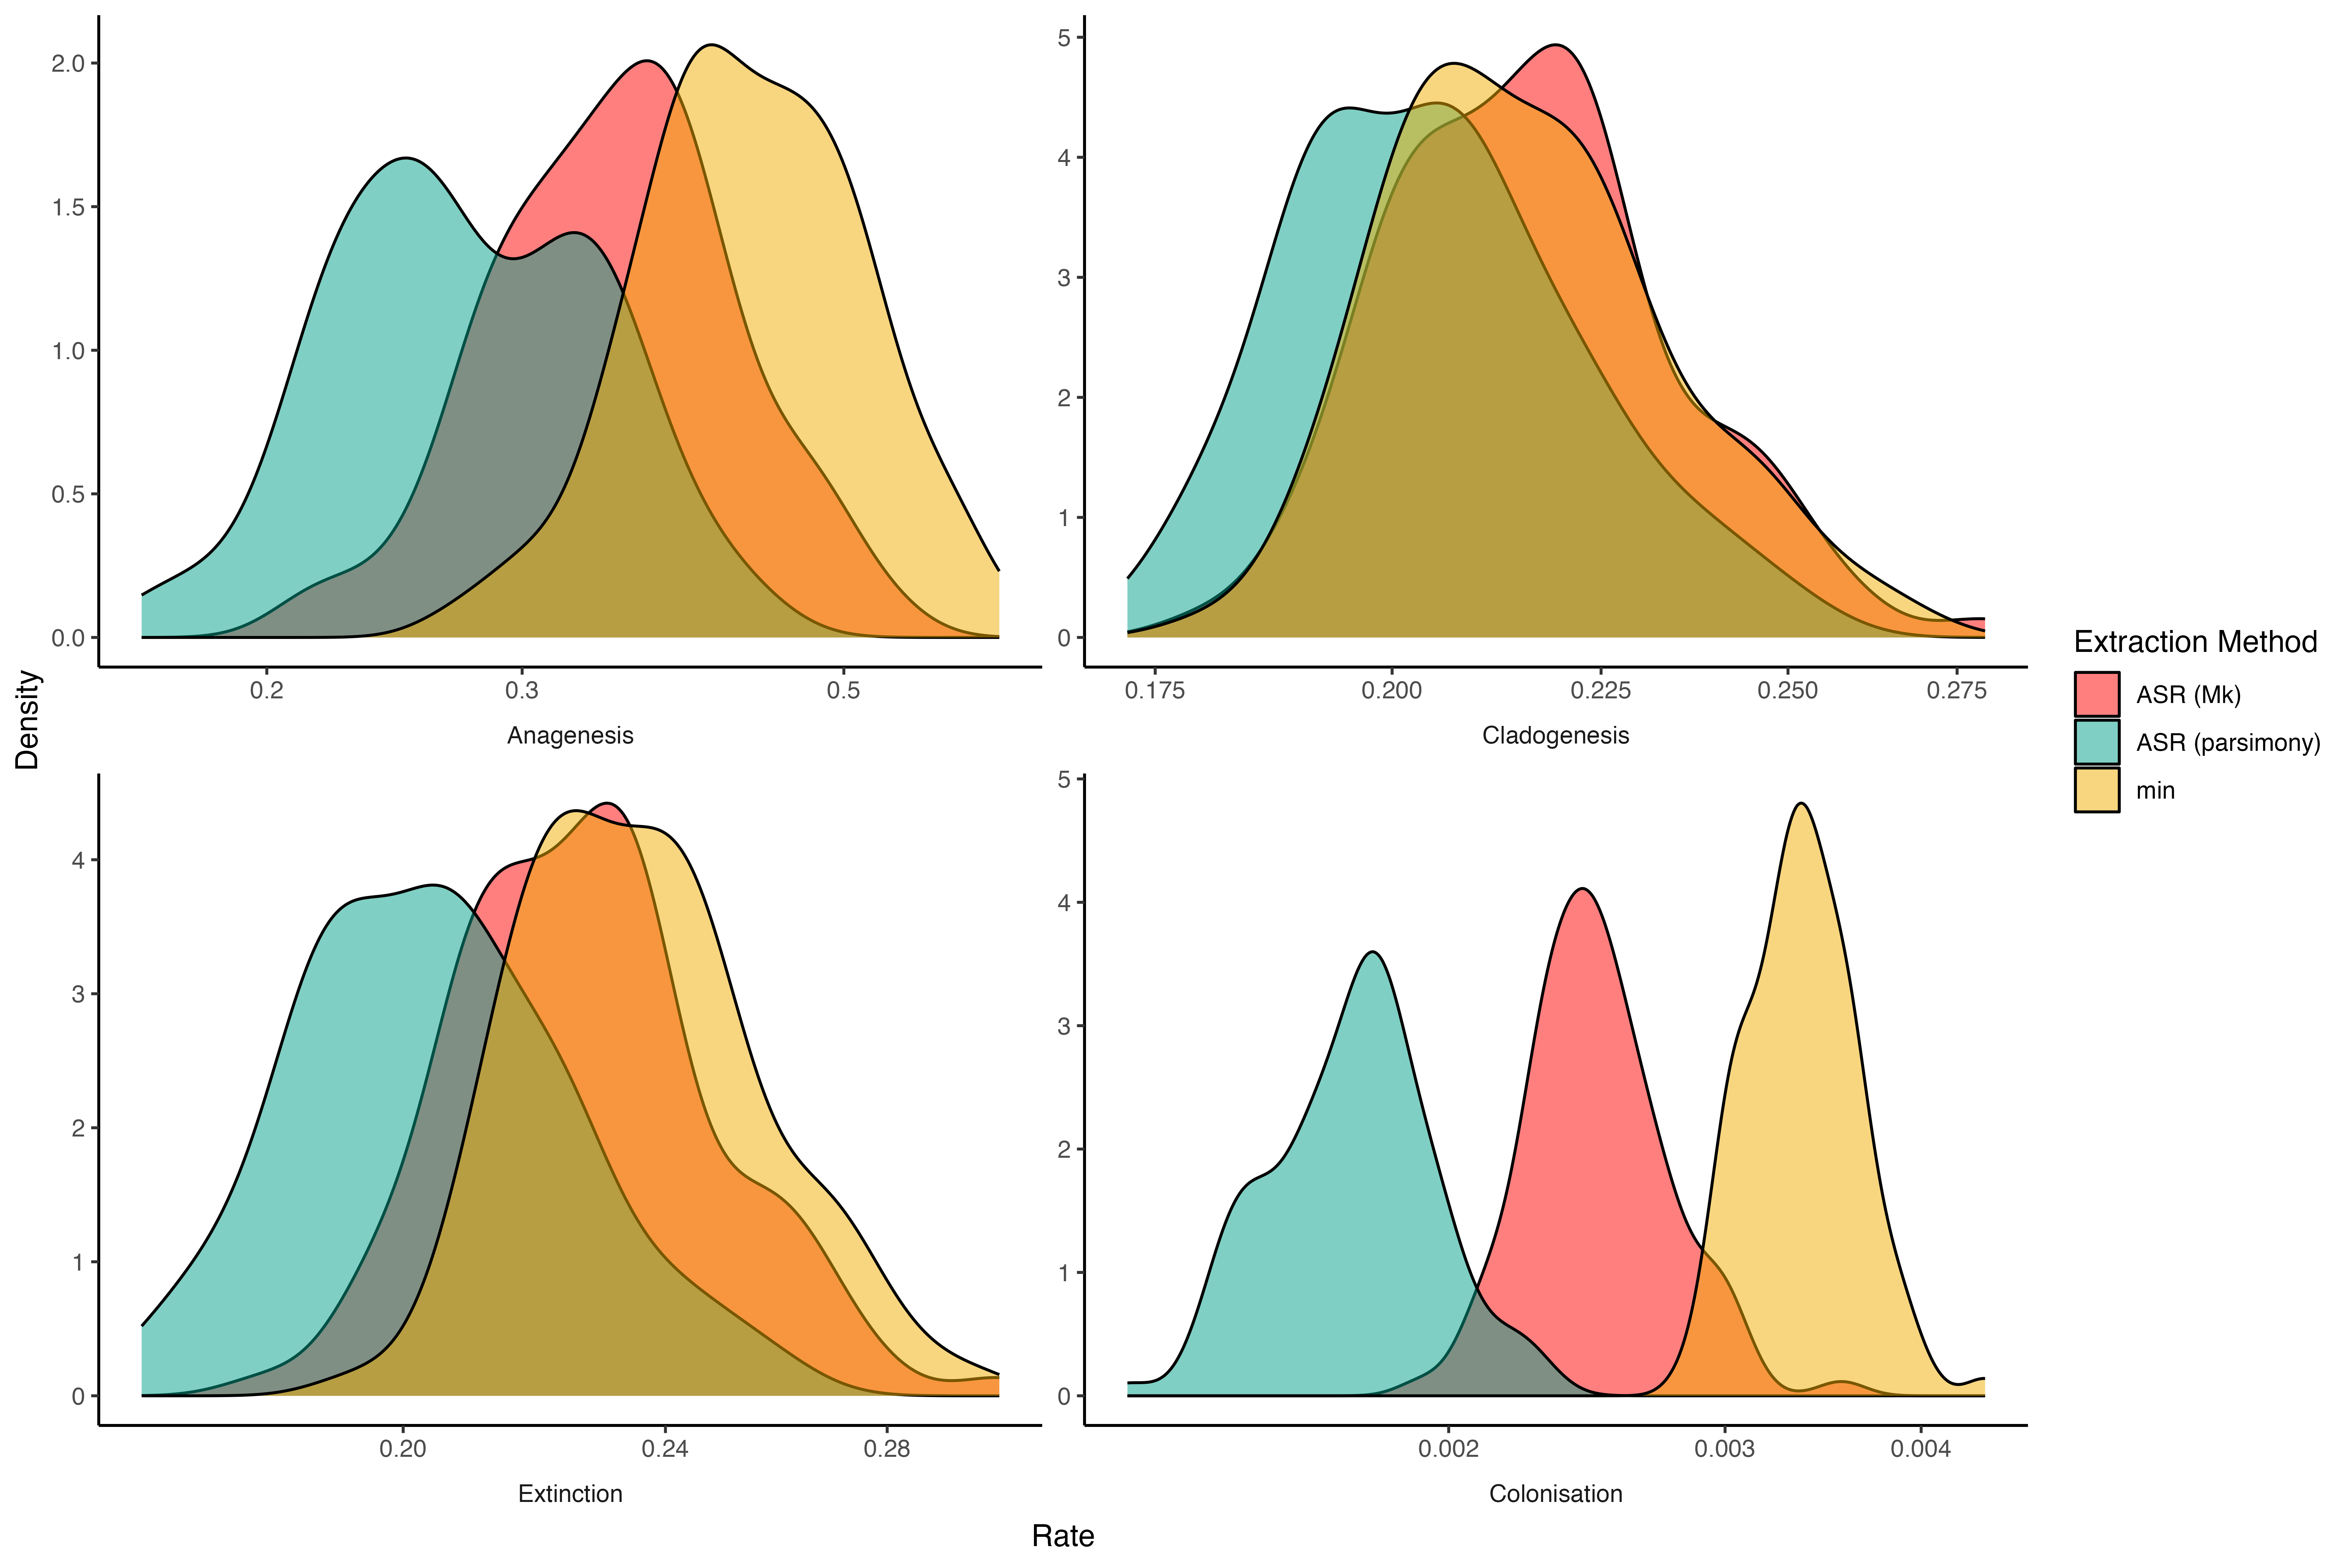 2.0
1.5
1.0
0.5
0.0
0.2 0.3 0.5
Anagenesis
5
4
3
2
1
0
0.175 0.200 0.225 0.250 0.275
Cladogenesis
Density
4
3
2
1
0
0.20 0.24 0.28
Extinction
5
4
3
2
1
0
0.002 0.003 0.004
Colonisation
Rate
Extraction Method
ASR (Mk)
ASR (parsimony)
min